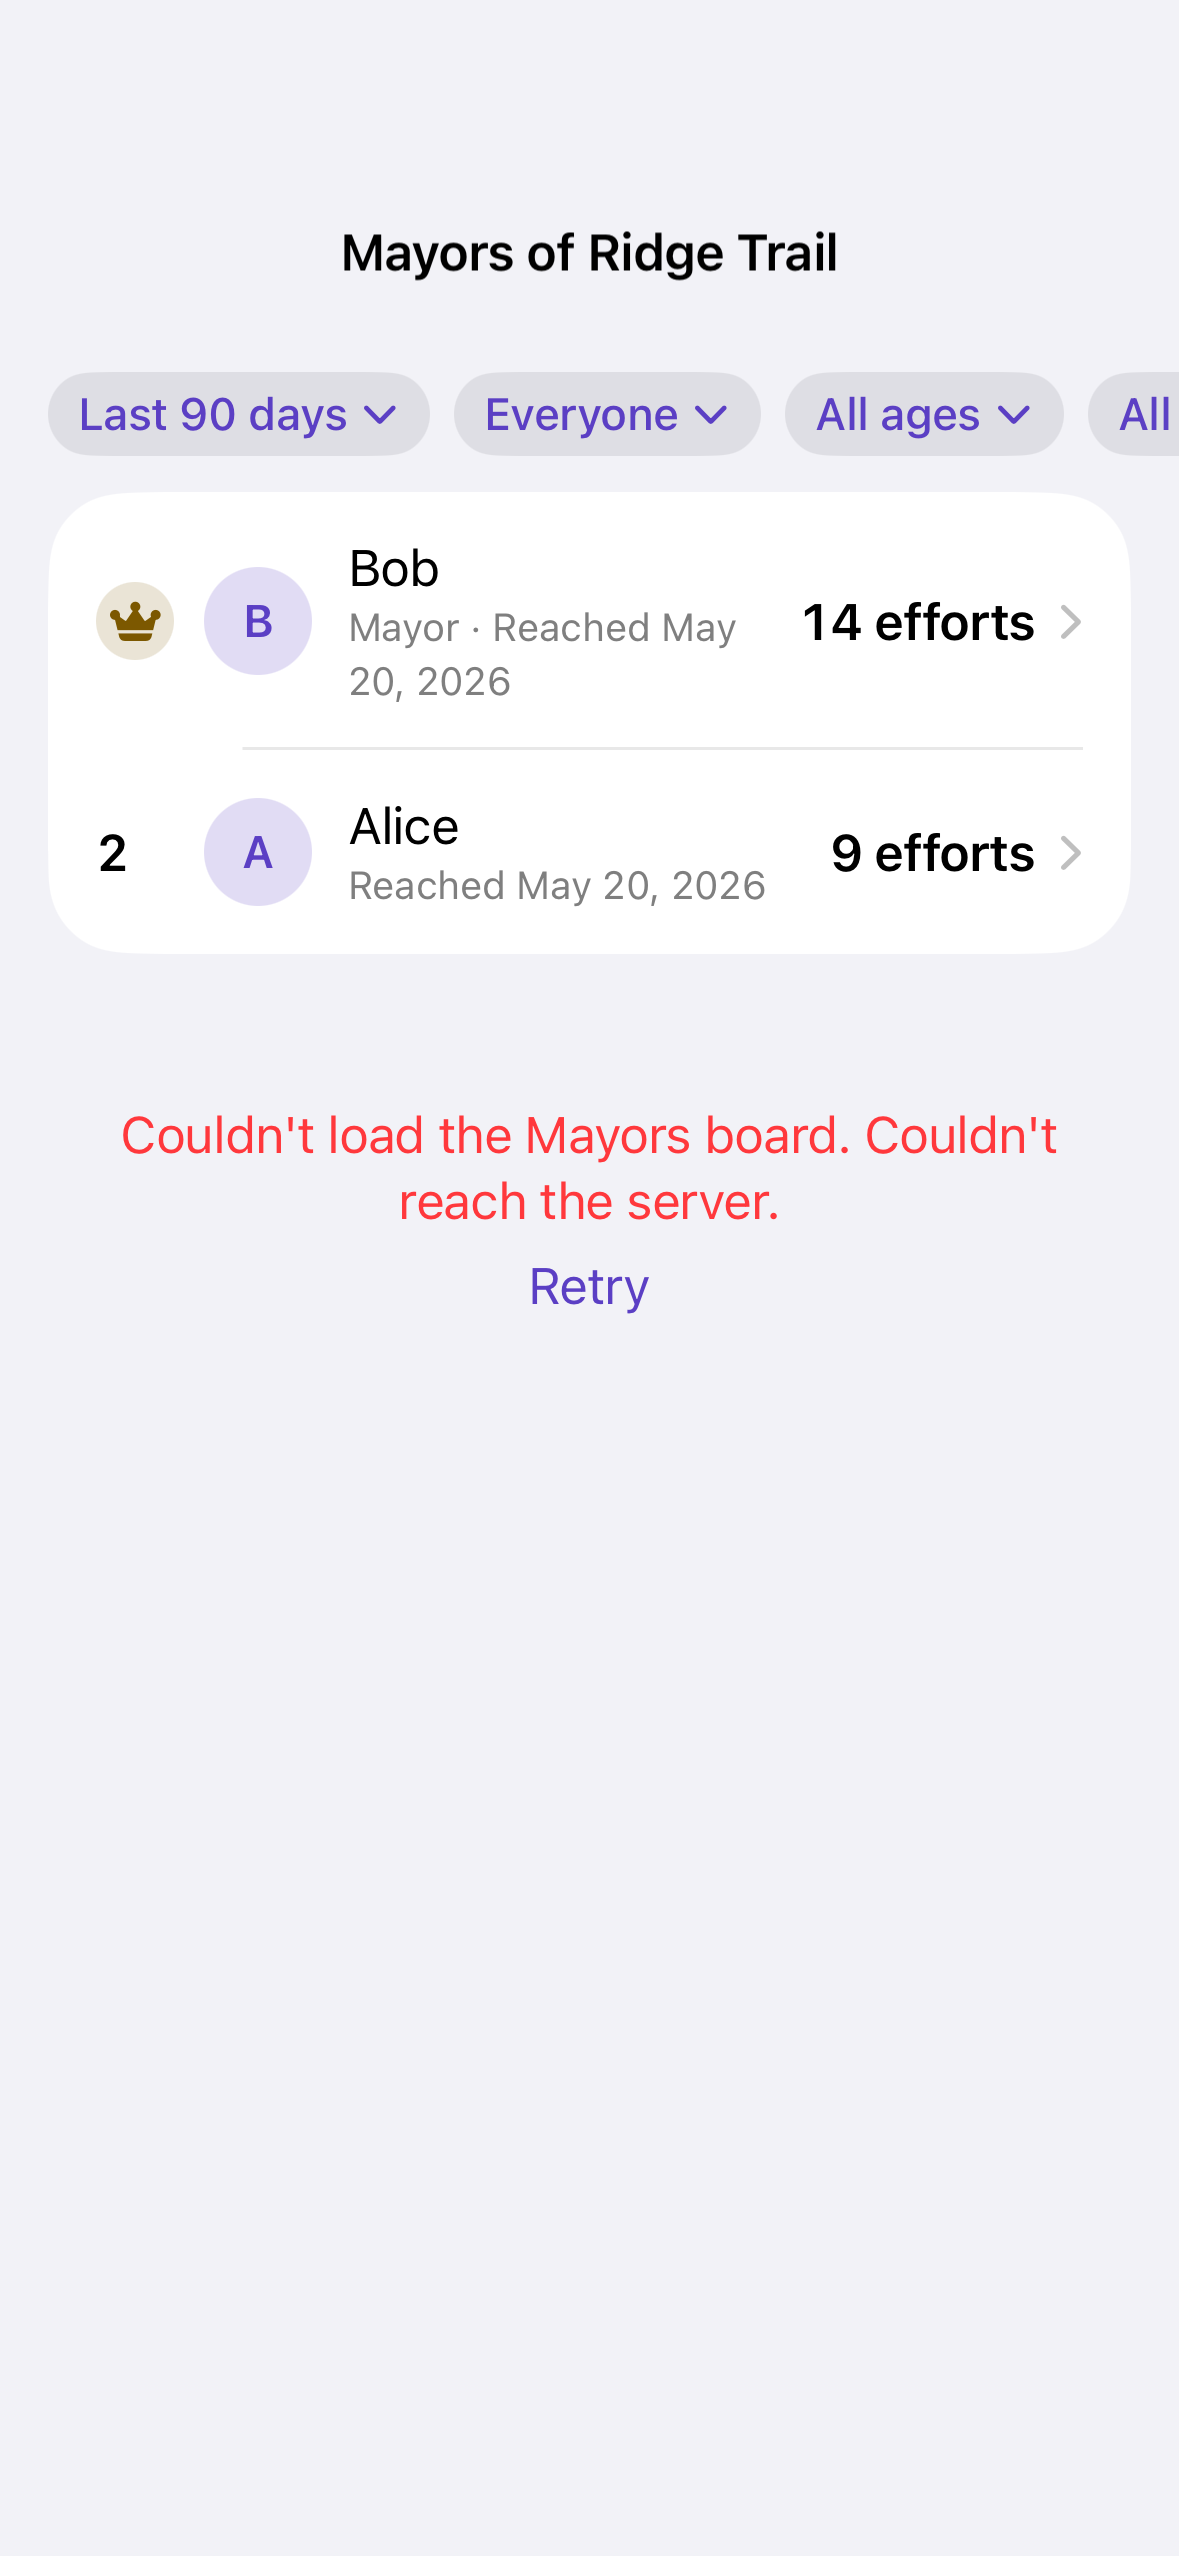 Mayors of Ridge Trail
Last 90 days
Everyone
All ages
All
B
Bob
Mayor · Reached May
20, 2026
14 efforts
2
A
Alice
Reached May 20, 2026
9 efforts
Couldn't load the Mayors board. Couldn't
reach the server.
Retry